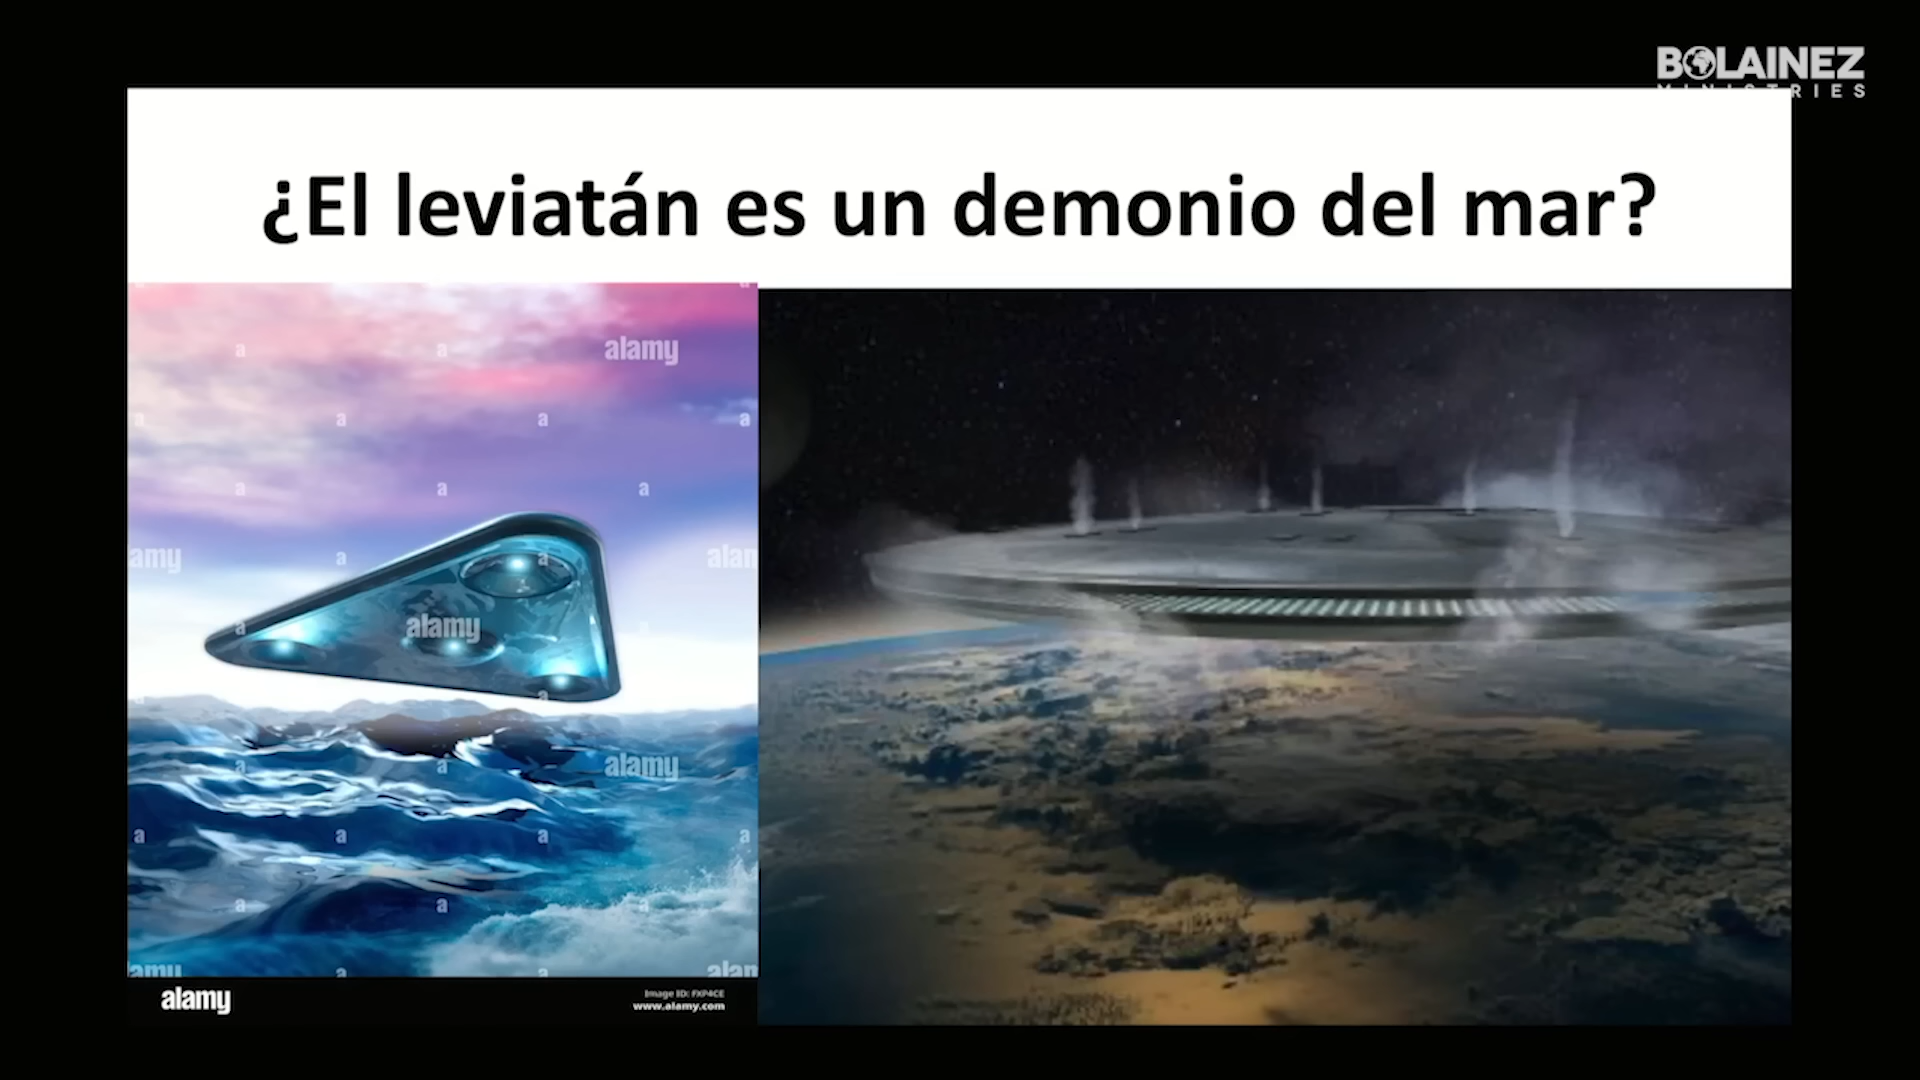 BOLAINEZ
MINISTRIES
¿El leviatán es un demonio del mar?
alamy
alamy
alamy
alamy
Image ID: FXP4CE
www.alamy.com